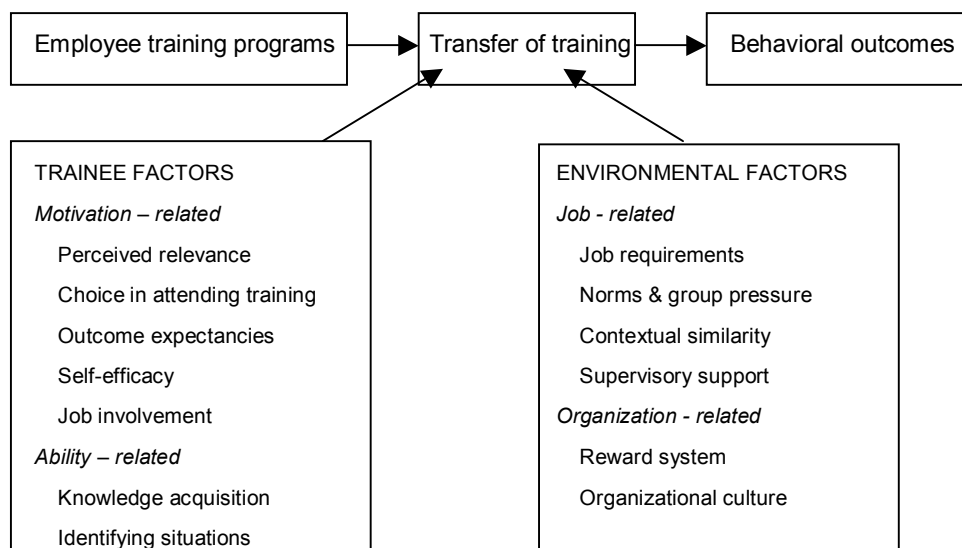 Employee training programs
Transfer of training
Behavioral outcomes
TRAINEE FACTORS
Motivation – related
Perceived relevance
Choice in attending training
Outcome expectancies
Self-efficacy
Job involvement
Ability – related
Knowledge acquisition
Identifying situations
ENVIRONMENTAL FACTORS
Job - related
Job requirements
Norms & group pressure
Contextual similarity
Supervisory support
Organization - related
Reward system
Organizational culture